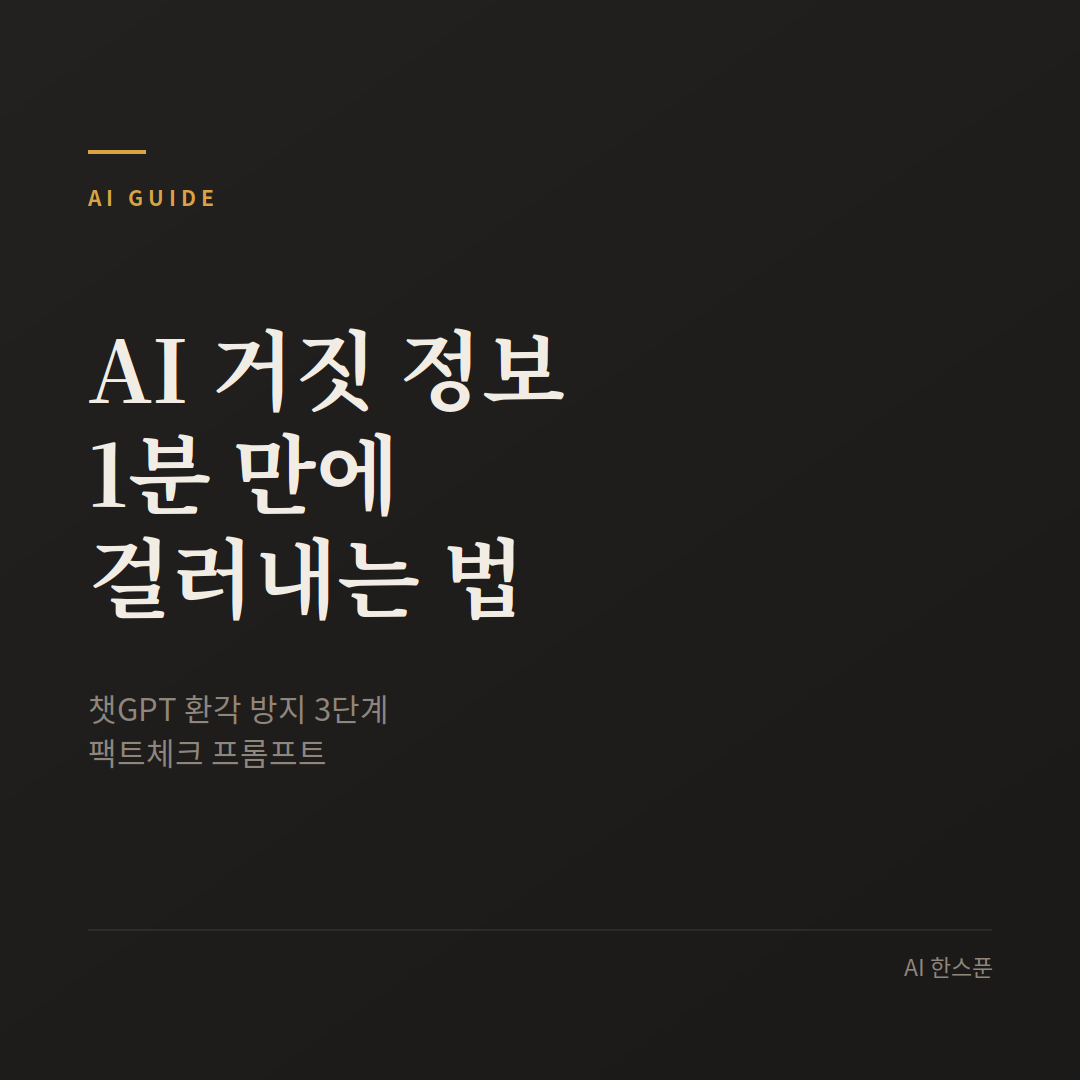 AI GUIDE
AI 거짓 정보
1분 만에
걸러내는 법
챗GPT 환각 방지 3단계
팩트체크 프롬프트
AI 한스푼